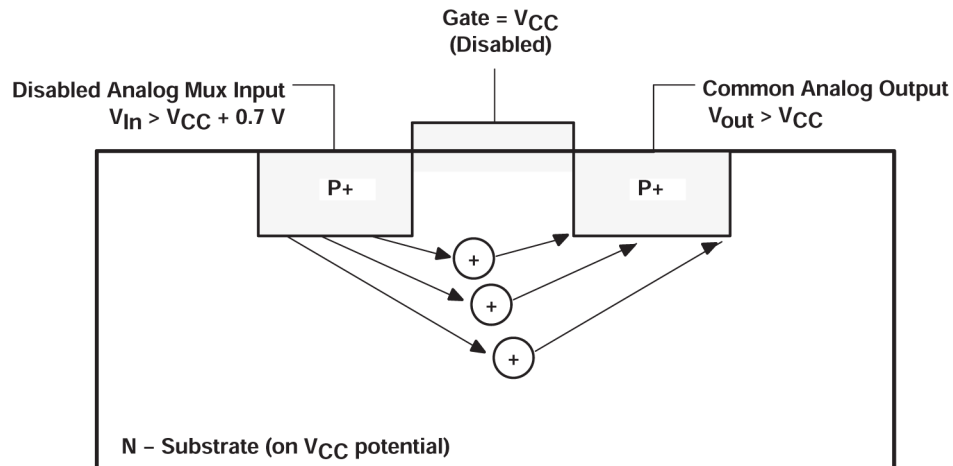 Gate = VCC
(Disabled)
Disabled Analog Mux Input
VIn > VCC + 0.7 V
Common Analog Output
Vout > VCC
P+
P+
+
+
+
N – Substrate (on VCC potential)